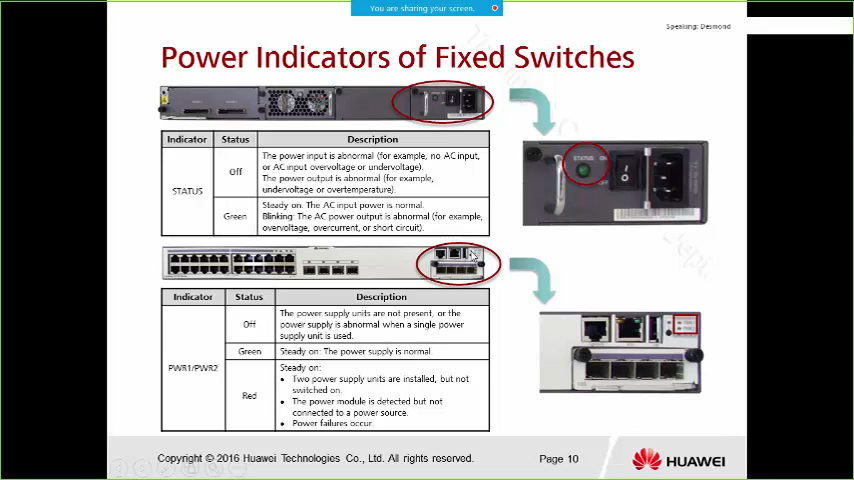 You are sharing your screen.
Speaking: Desmond
Power Indicators of Fixed Switches
Indicator Status Description
STATUS
Off
The power input is abnormal (for example, no AC input,
or AC input overvoltage or undervoltage).
The power output is abnormal (for example,
undervoltage or overtemperature).
Green
Steady on: The AC input power is normal.
Blinking: The AC power output is abnormal (for example,
overvoltage, overcurrent, or short circuit).
STATUS ON
OFF
Indicator Status Description
PWR1/PWR2
Off
The power supply units are not present, or the
power supply is abnormal when a single power
supply unit is used.
Green
Steady on: The power supply is normal.
Red
Steady on:
• Two power supply units are installed, but not
switched on.
• The power module is detected but not
connected to a power source.
• Power failures occur.
Copyright © 2016 Huawei Technologies Co., Ltd. All rights reserved.
Page 10
HUAWEI